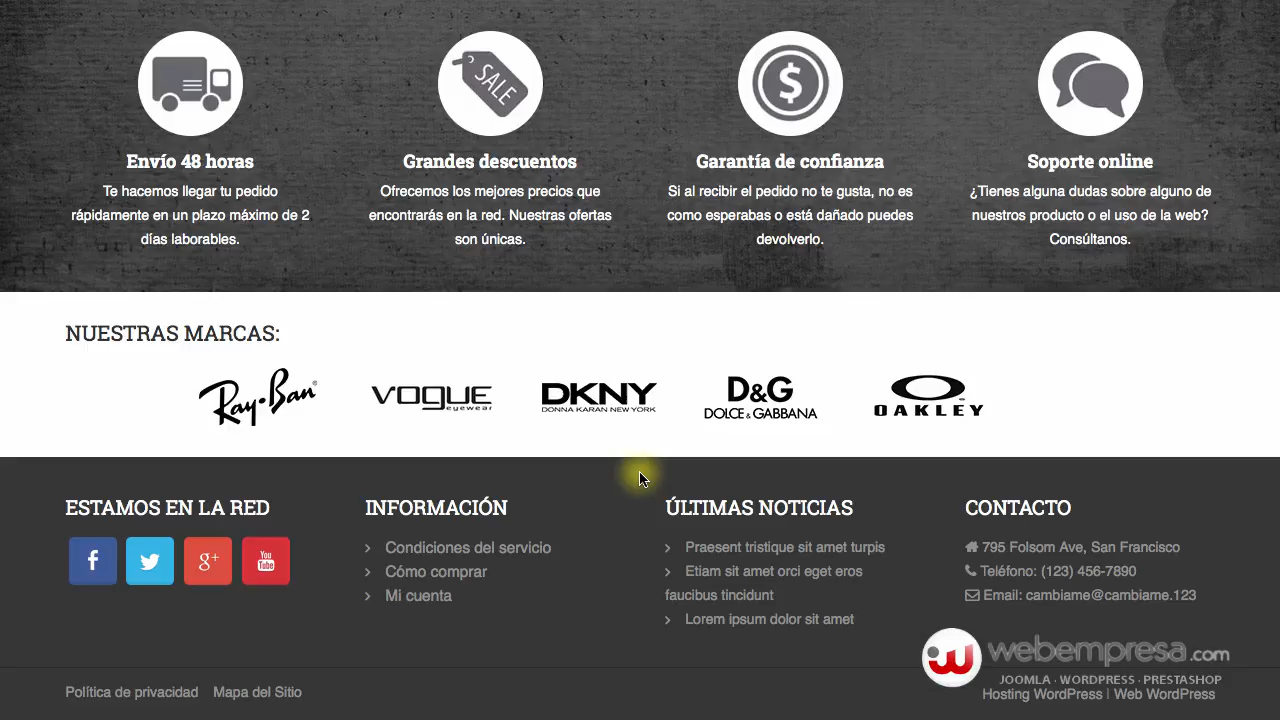 SALE
$
Envío 48 horas
Te hacemos llegar tu pedido
rápidamente en un plazo máximo de 2
días laborables.
Grandes descuentos
Ofrecemos los mejores precios que
encontrarás en la red. Nuestras ofertas
son únicas.
Garantía de confianza
Si al recibir el pedido no te gusta, no es
como esperabas o está dañado puedes
devolverlo.
Soporte online
¿Tienes alguna dudas sobre alguno de
nuestros producto o el uso de la web?
Consúltanos.
NUESTRAS MARCAS:
Ray-Ban®
VOGUE
eyewear
DKNY
DONNA KARAN NEW YORK
D&G
DOLCE & GABBANA
OAKLEY
ESTAMOS EN LA RED
f
g+
You
Tube
INFORMACIÓN
Condiciones del servicio
Cómo comprar
Mi cuenta
ÚLTIMAS NOTICIAS
Praesent tristique sit amet turpis
Etiam sit amet orci eget eros
faucibus tincidunt
Lorem ipsum dolor sit amet
CONTACTO
795 Folsom Ave, San Francisco
Teléfono: (123) 456-7890
Email: cambiame@cambiame.123
webempresa.com
JOOMLA · WORDPRESS · PRESTASHOP
Política de privacidad Mapa del Sitio
Hosting WordPress | Web WordPress